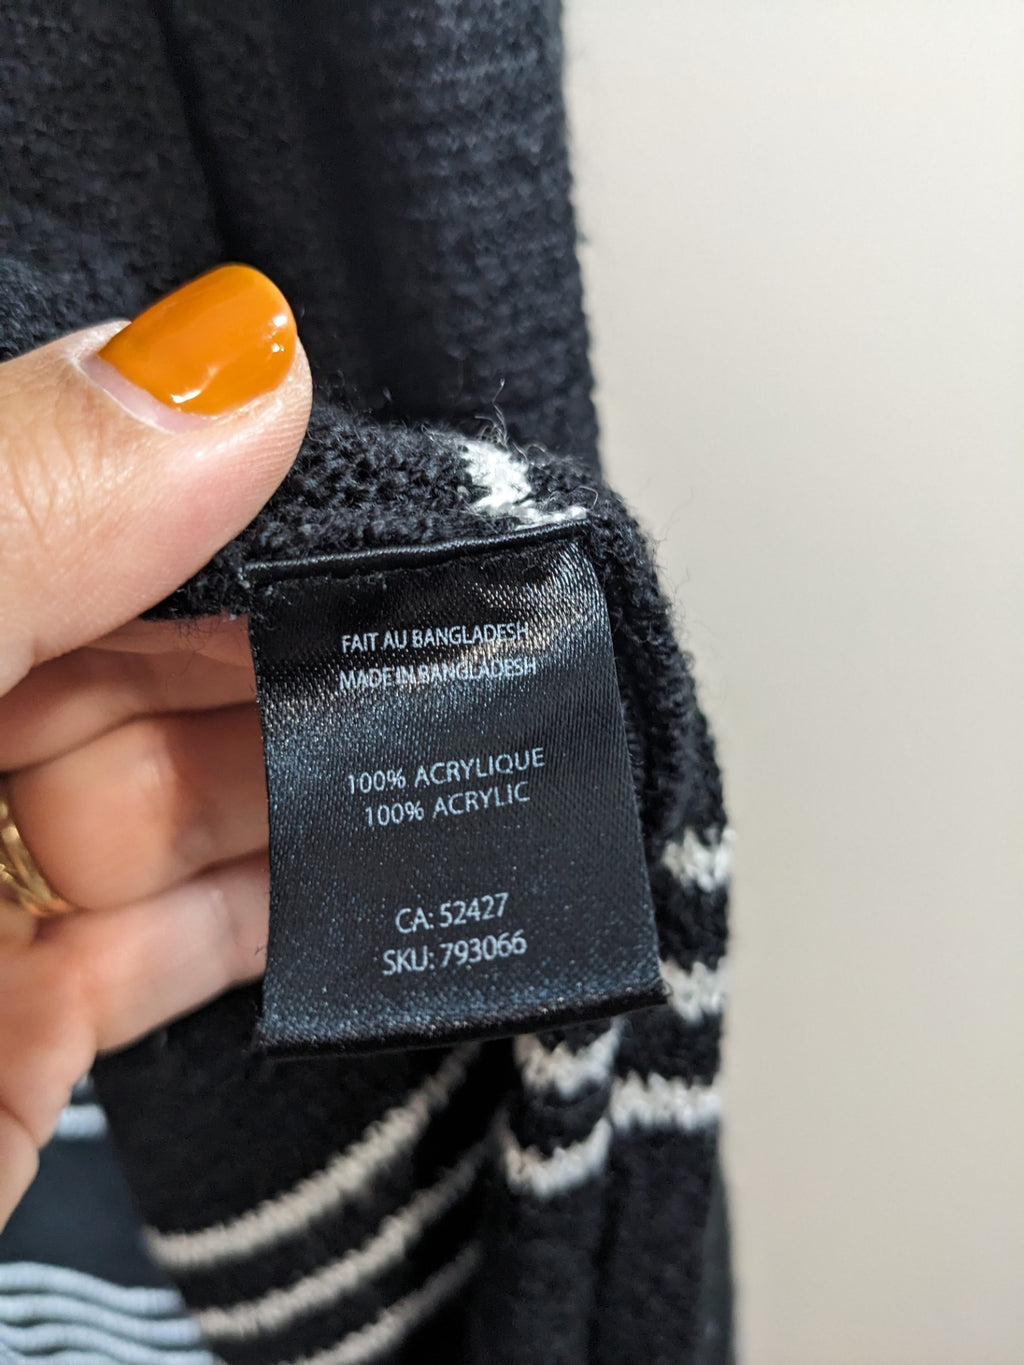 FAIT AU BANGLADESH
MADE IN BANGLADESH
100% ACRYLIQUE
100% ACRYLIC
CA: 52427
SKU: 793066